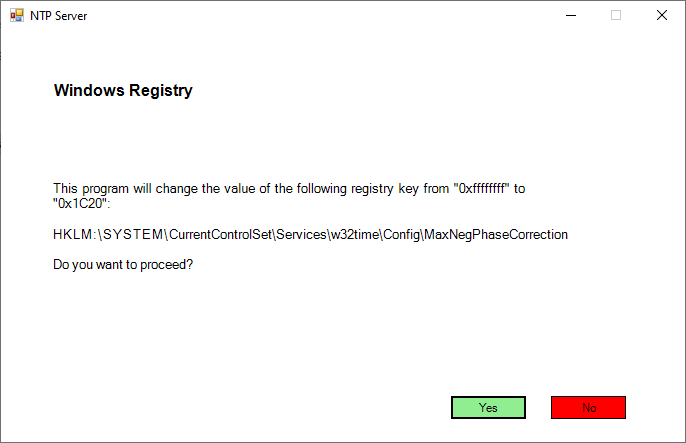 NTP Server
Windows Registry
This program will change the value of the following registry key from "0xffffffff" to
"0x1C20":
HKLM:\SYSTEM\CurrentControlSet\Services\w32time\Config\MaxNegPhaseCorrection
Do you want to proceed?
Yes No